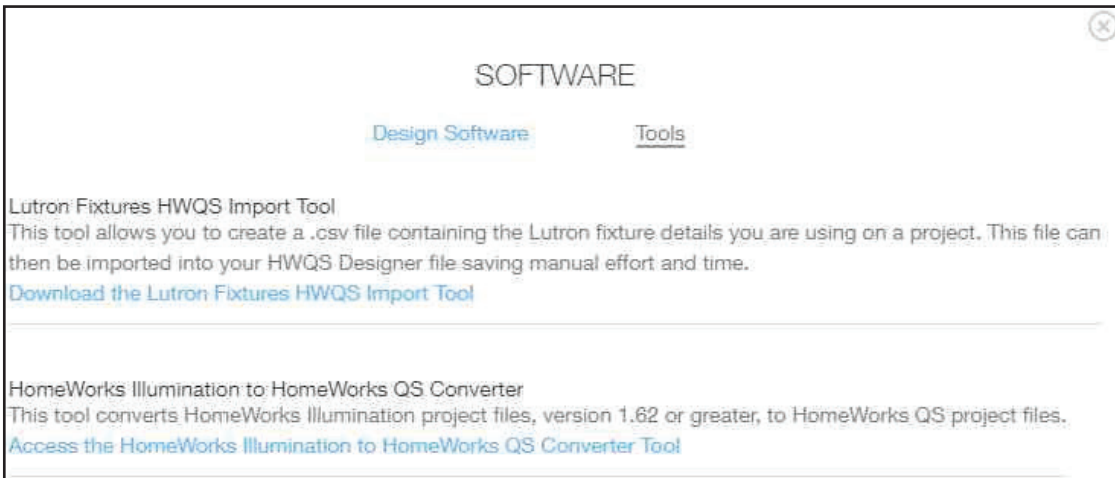 SOFTWARE
Design Software Tools
Lutron Fixtures HWQS Import Tool
This tool allows you to create a .csv file containing the Lutron fixture details you are using on a project. This file can
then be imported into your HWQS Designer file saving manual effort and time.
Download the Lutron Fixtures HWQS Import Tool
HomeWorks Illumination to HomeWorks QS Converter
This tool converts HomeWorks Illumination project files, version 1.62 or greater, to HomeWorks QS project files.
Access the HomeWorks Illumination to HomeWorks QS Converter Tool